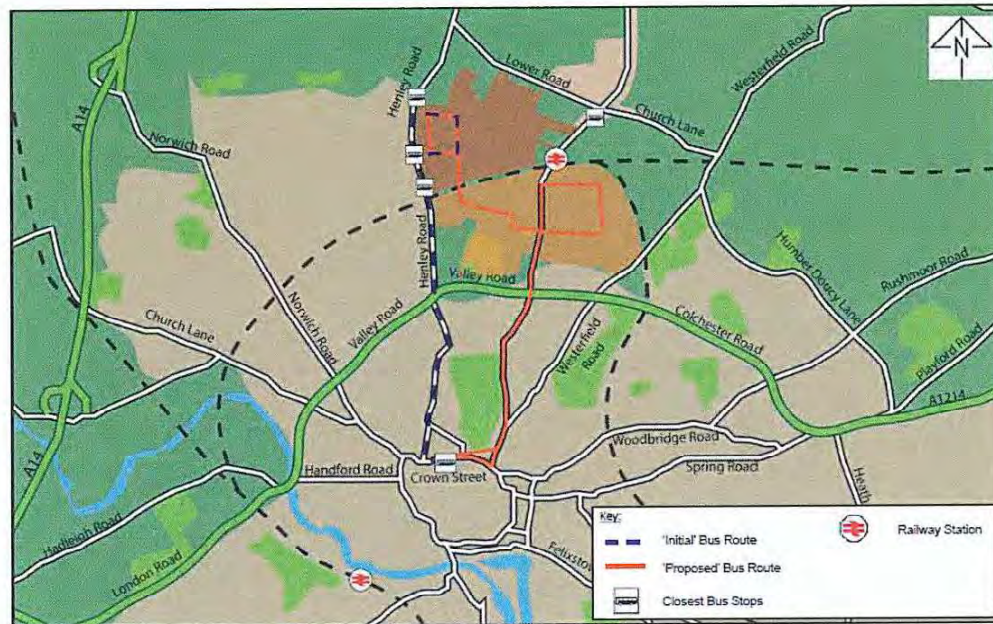 Henley Road
Lower Road
Westerfield Road
N
A14
Norwich Road
Church Lane
Henley Road
Valley Road
Humber Doucy Lane
Rushmoor Road
Norwich Road
Church Lane
Valley Road
Westerfield
Road
Colchester Road
Playford Road
A1214
A14
Woodbridge Road
Handford Road
Crown Street
Spring Road
Heath
Hadleigh Road
London Road
Felixstow
Key:
'Initial' Bus Route
Railway Station
'Proposed' Bus Route
Closest Bus Stops